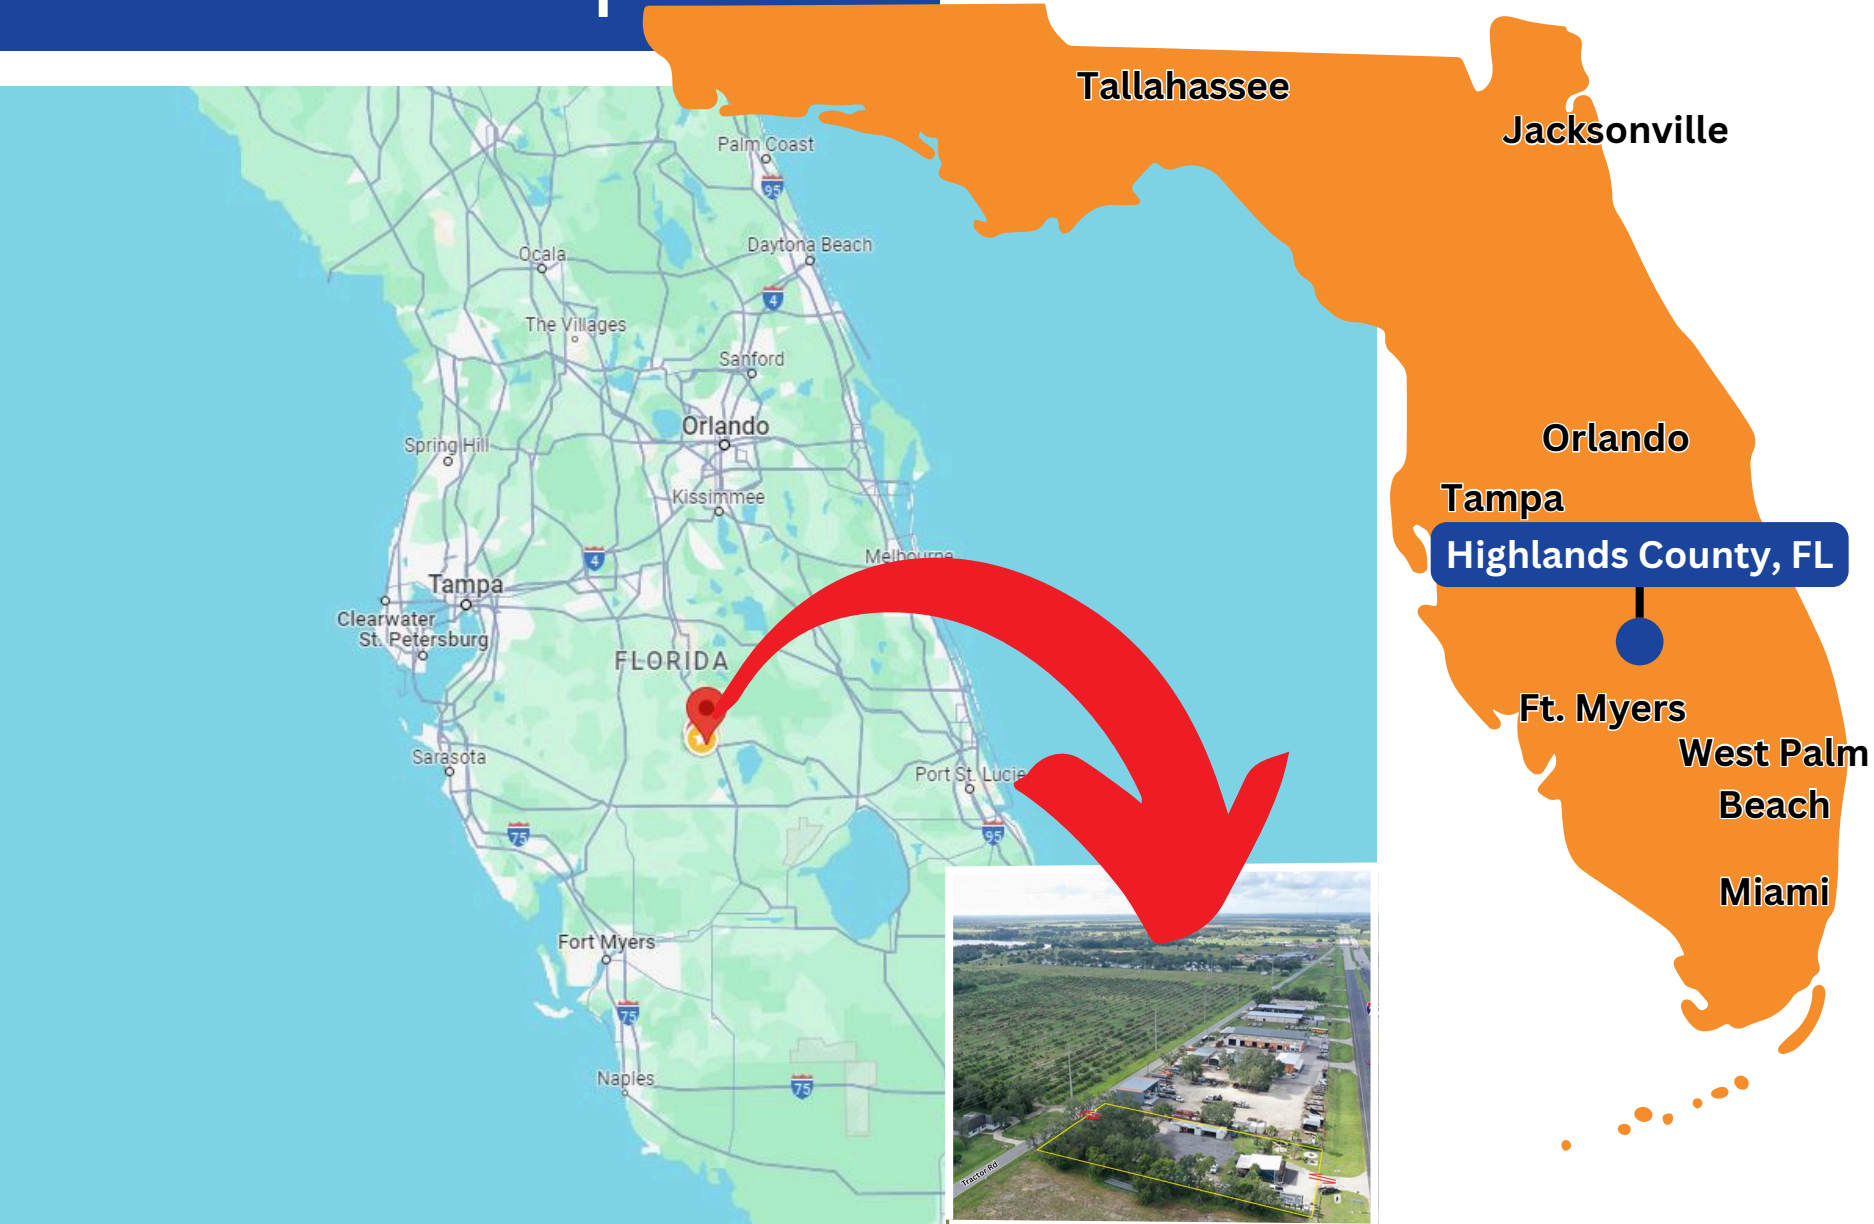 Tallahassee
Jacksonville
Palm Coast
95
Daytona Beach
Ocala
4
The Villages
Sanford
Orlando
Orlando
Spring Hill
Kissimmee
Tampa
Highlands County, FL
Melbourne
4
Tampa
Clearwater
St. Petersburg
FLORIDA
Ft. Myers
West Palm
Beach
Sarasota
Port St. Lucie
75
95
Miami
Fort Myers
75
Naples
75
Tractor Rd